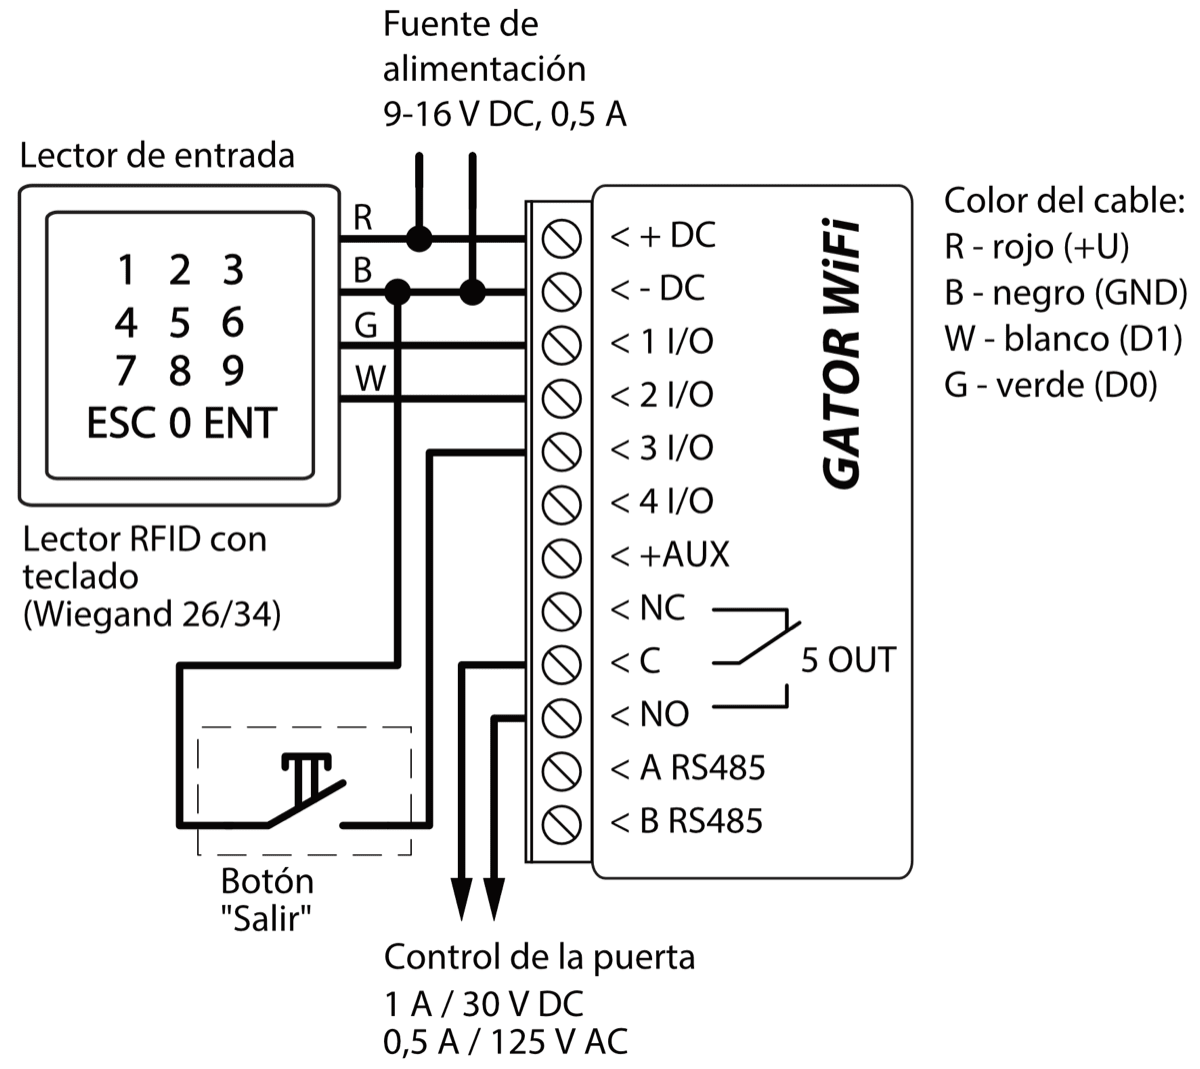 Fuente de
alimentación
9-16 V DC, 0,5 A
Lector de entrada
1 2 3
4 5 6
7 8 9
ESC 0 ENT
Lector RFID con
teclado
(Wiegand 26/34)
R
B
G
W
< + DC
< - DC
< 1 I/O
< 2 I/O
< 3 I/O
< 4 I/O
< +AUX
< NC
< C
< NO
< A RS485
< B RS485
5 OUT
GATOR WiFi
Color del cable:
R - rojo (+U)
B - negro (GND)
W - blanco (D1)
G - verde (D0)
Botón
"Salir"
Control de la puerta
1 A / 30 V DC
0,5 A / 125 V AC